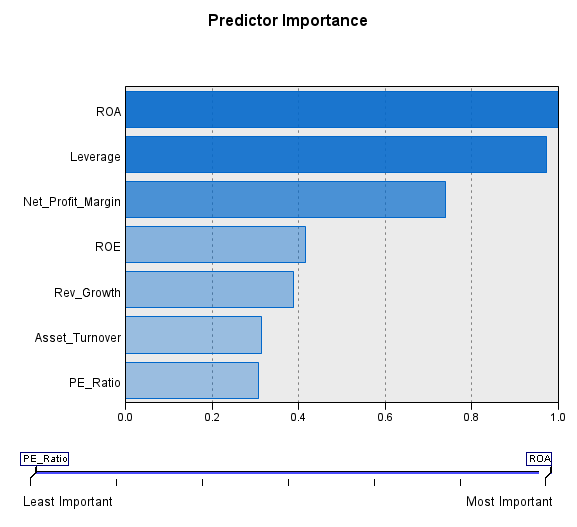 Predictor Importance
ROA
Leverage
Net_Profit_Margin
ROE
Rev_Growth
Asset_Turnover
PE_Ratio
0.0 0.2 0.4 0.6 0.8 1.0
PE_Ratio ROA
Least Important Most Important